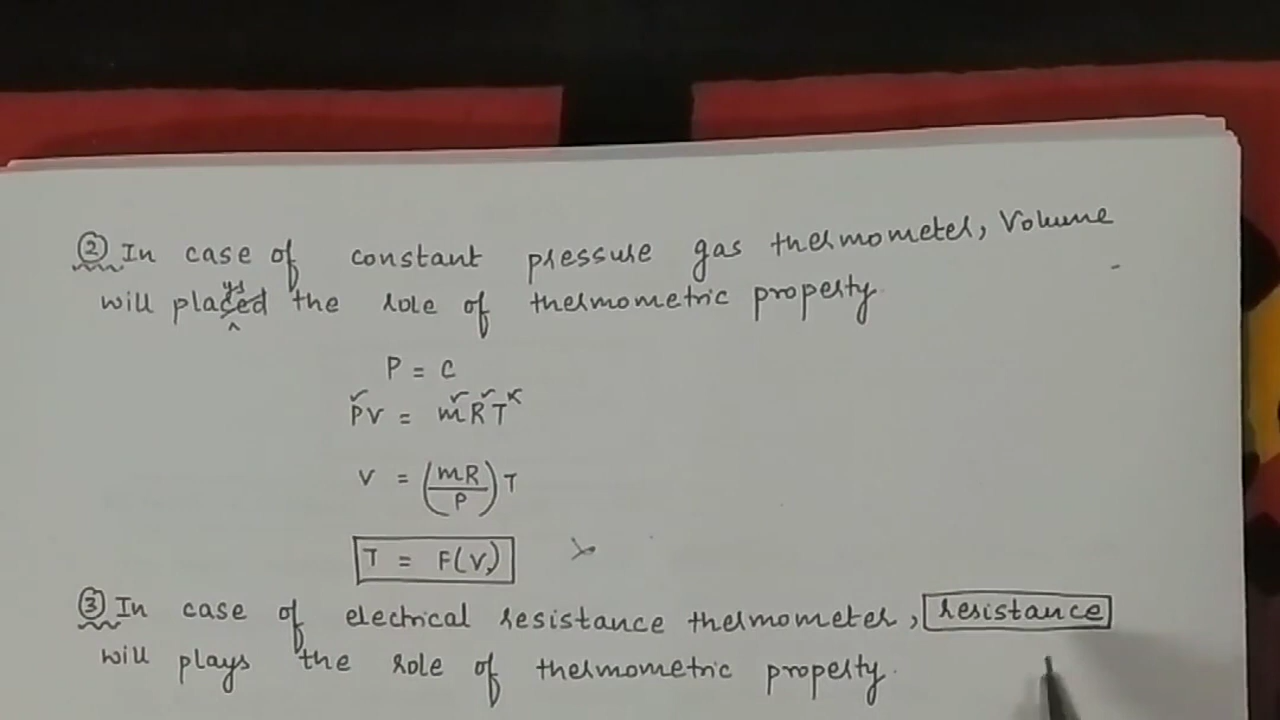 ② In case of constant pressure gas thermometer, Volume
will plays the role of thermometric property.
P = C
PV = mRT
V = (mR/P) T
T = F(V)
③ In case of electrical resistance thermometer, resistance
will plays the role of thermometric property.